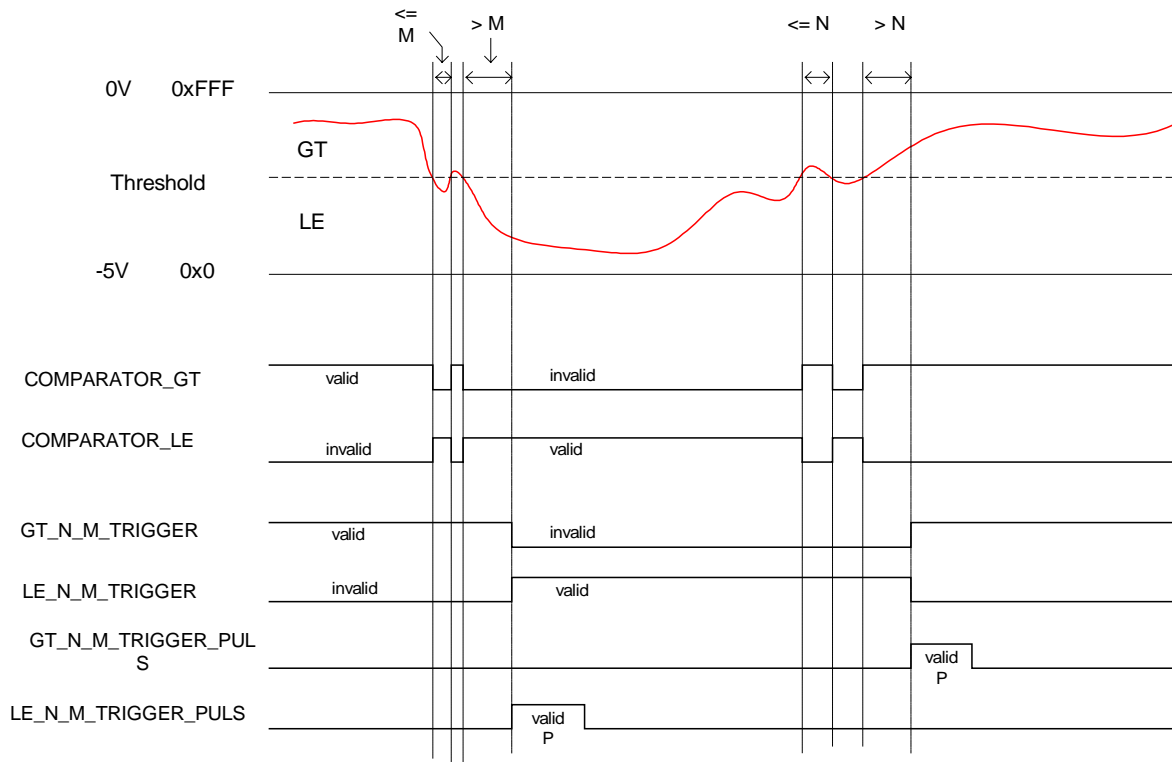 <=
M
> M
<= N
> N
0V 0xFFF
GT
Threshold
LE
-5V 0x0
COMPARATOR_GT
valid
invalid
COMPARATOR_LE
invalid
valid
GT_N_M_TRIGGER
valid
invalid
LE_N_M_TRIGGER
invalid
valid
GT_N_M_TRIGGER_PUL
S
valid
P
LE_N_M_TRIGGER_PULS
valid
P